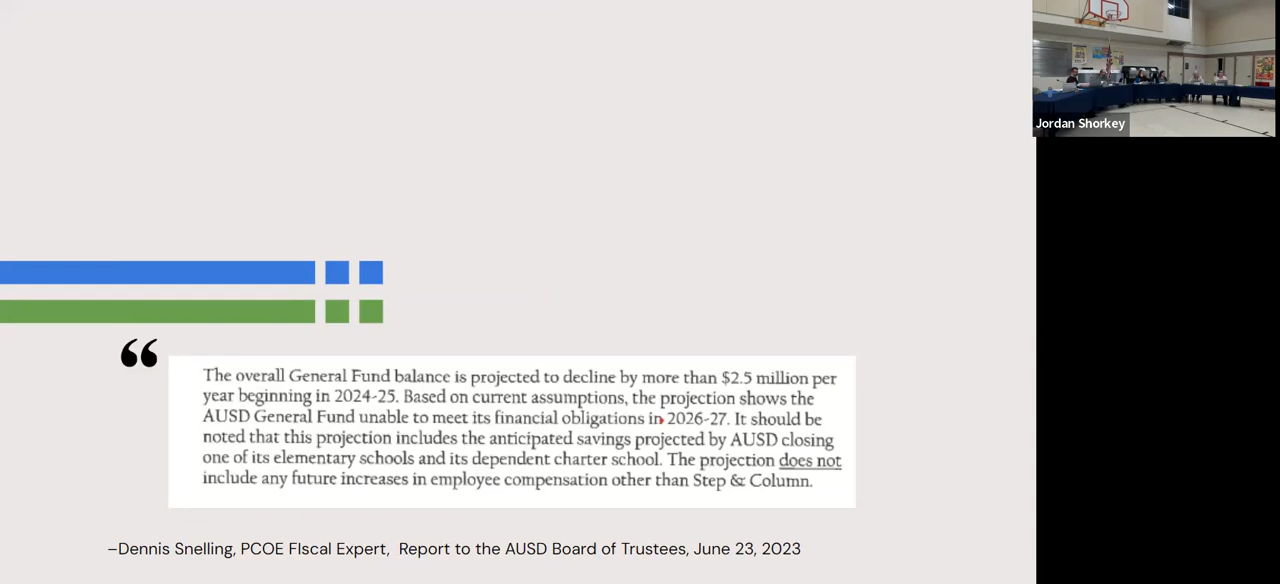 Jordan Shorkey
“
The overall General Fund balance is projected to decline by more than $2.5 million per
year beginning in 2024-25. Based on current assumptions, the projection shows the
AUSD General Fund unable to meet its financial obligations in 2026-27. It should be
noted that this projection includes the anticipated savings projected by AUSD closing
one of its elementary schools and its dependent charter school. The projection does not
include any future increases in employee compensation other than Step & Column.
–Dennis Snelling, PCOE FIscal Expert,  Report to the AUSD Board of Trustees, June 23, 2023